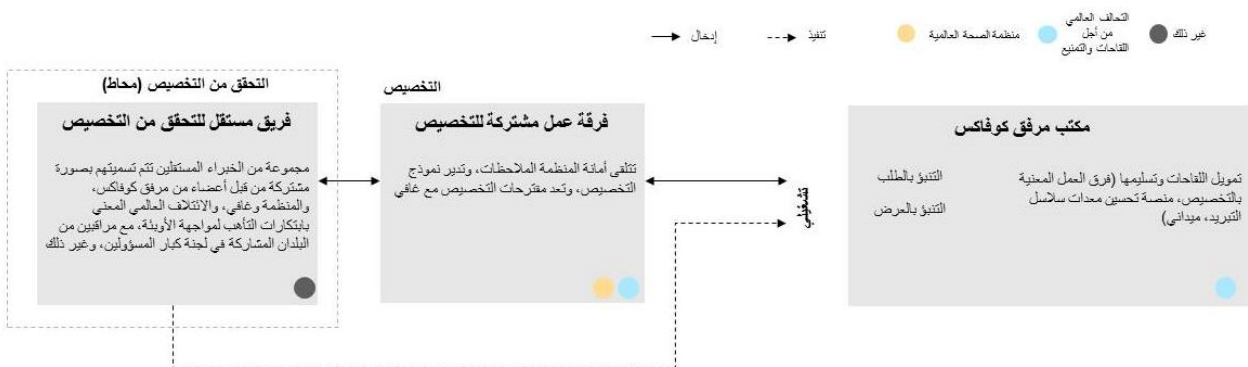 غير ذلك
التحالف العالمي
من أجل
اللقاحات والتمنيع
منظمة الصحة العالمية
تنفيذ
إدخال
مكتب مرفق كوفاكس
تمويل اللقاحات وتسليمها (فرق العمل المعنية
بالتخصيص، منصة تحسين معدات سلاسل
التبريد، ميداني)
التنبؤ بالطلب
التنبؤ بالعرض
تشغيلي
التخصيص
فرقة عمل مشتركة للتخصيص
تتلقى أمانة المنظمة الملاحظات، وتدير نموذج
التخصيص، وتعد مقترحات التخصيص مع غافي
التحقق من التخصيص (محاط)
فريق مستقل للتحقق من التخصيص
مجموعة من الخبراء المستقلين تتم تسميتهم بصورة
مشتركة من قبل أعضاء من مرفق كوفاكس،
والمنظمة وغافي، والائتلاف العالمي المعني
بابتكارات التأهب لمواجهة الأوبئة، مع مراقبين من
البلدان المشاركة في لجنة كبار المسؤولين، وغير ذلك